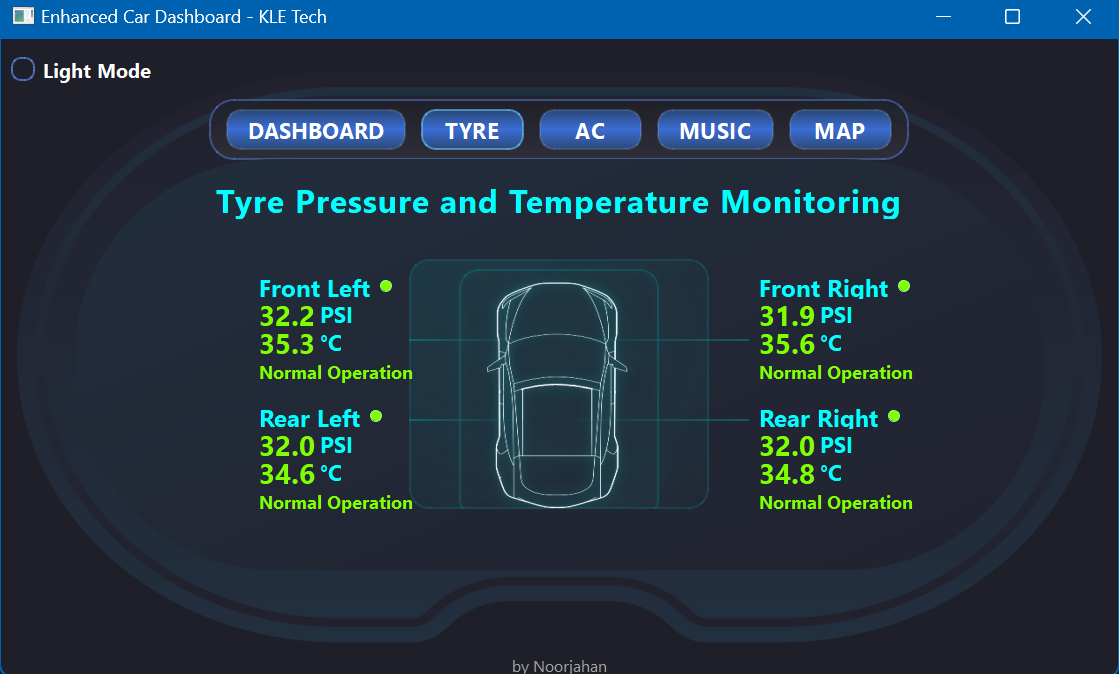 Enhanced Car Dashboard - KLE Tech
Light Mode
DASHBOARD TYRE AC MUSIC MAP
Tyre Pressure and Temperature Monitoring
Front Left
32.2 PSI
35.3 °C
Normal Operation
Front Right
31.9 PSI
35.6 °C
Normal Operation
Rear Left
32.0 PSI
34.6 °C
Normal Operation
Rear Right
32.0 PSI
34.8 °C
Normal Operation
by Noorjahan